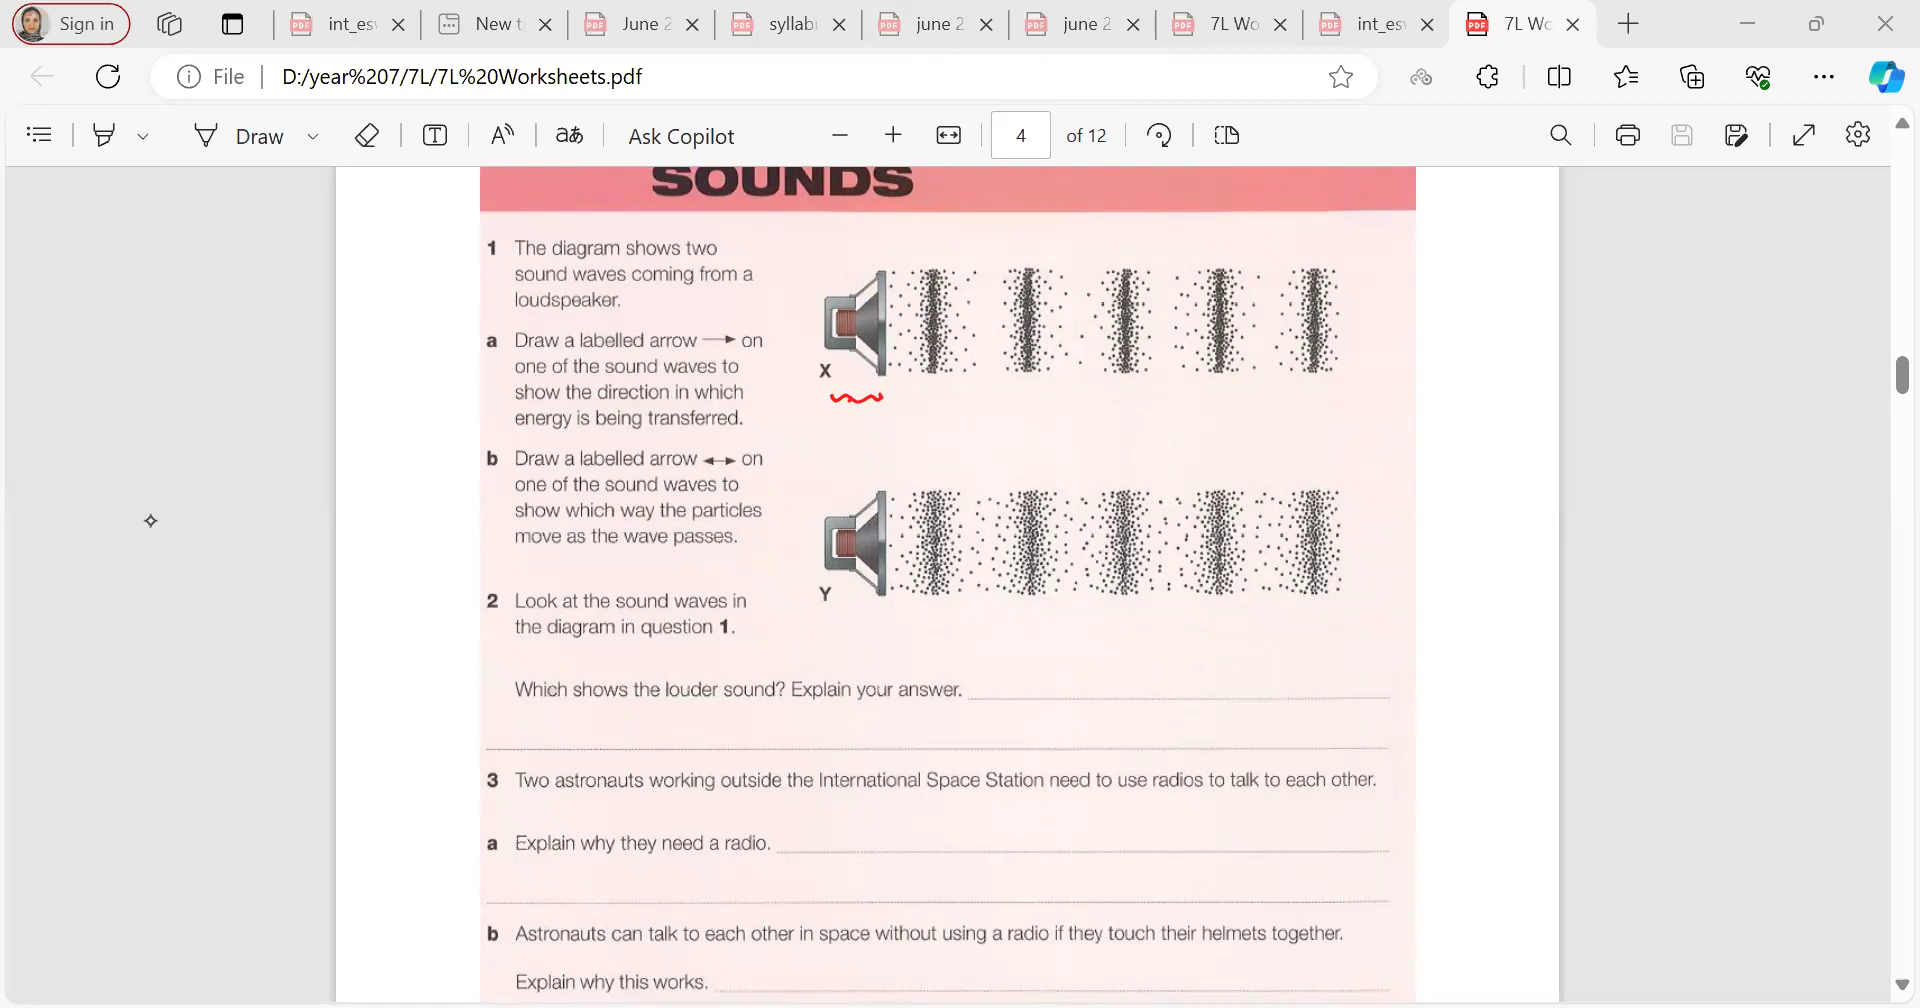 Sign in
int_es
New t
June 2
syllab
june 2
june 2
7L Wo
int_es
7L Wo
File
D:/year%207/7L/7L%20Worksheets.pdf
Draw
Ask Copilot
4 of 12
SOUNDS
1 The diagram shows two
sound waves coming from a
loudspeaker.
a Draw a labelled arrow → on
one of the sound waves to
show the direction in which
energy is being transferred.
b Draw a labelled arrow ↔ on
one of the sound waves to
show which way the particles
move as the wave passes.
X
Y
2 Look at the sound waves in
the diagram in question 1.
Which shows the louder sound? Explain your answer.
3 Two astronauts working outside the International Space Station need to use radios to talk to each other.
a Explain why they need a radio.
b Astronauts can talk to each other in space without using a radio if they touch their helmets together.
Explain why this works.